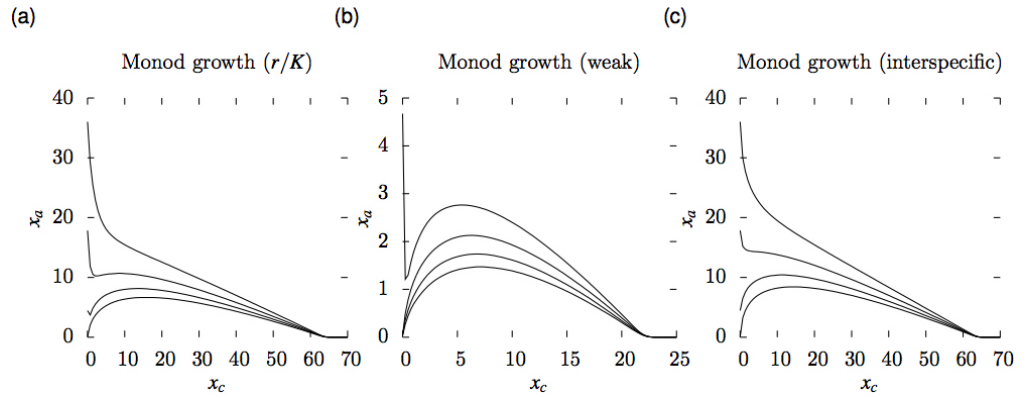 (a)
Monod growth (r/K)
40
30
20
10
0
x_a
0 10 20 30 40 50 60 70
x_c
(b)
Monod growth (weak)
5
4
3
2
1
0
x_a
0 5 10 15 20 25
x_c
(c)
Monod growth (interspecific)
40
30
20
10
0
x_a
0 10 20 30 40 50 60 70
x_c